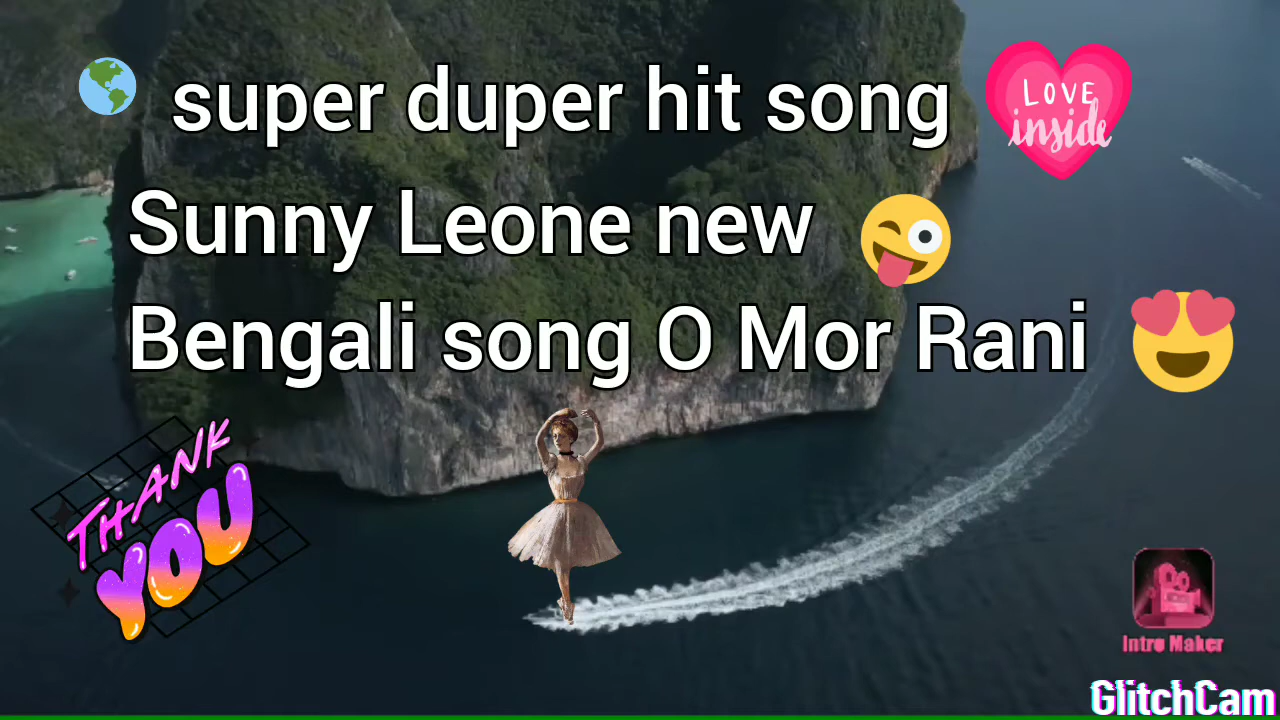 super duper hit song
LOVE
inside
Sunny Leone new
Bengali song O Mor Rani
THANK
YOU
Intro Maker
GlitchCam